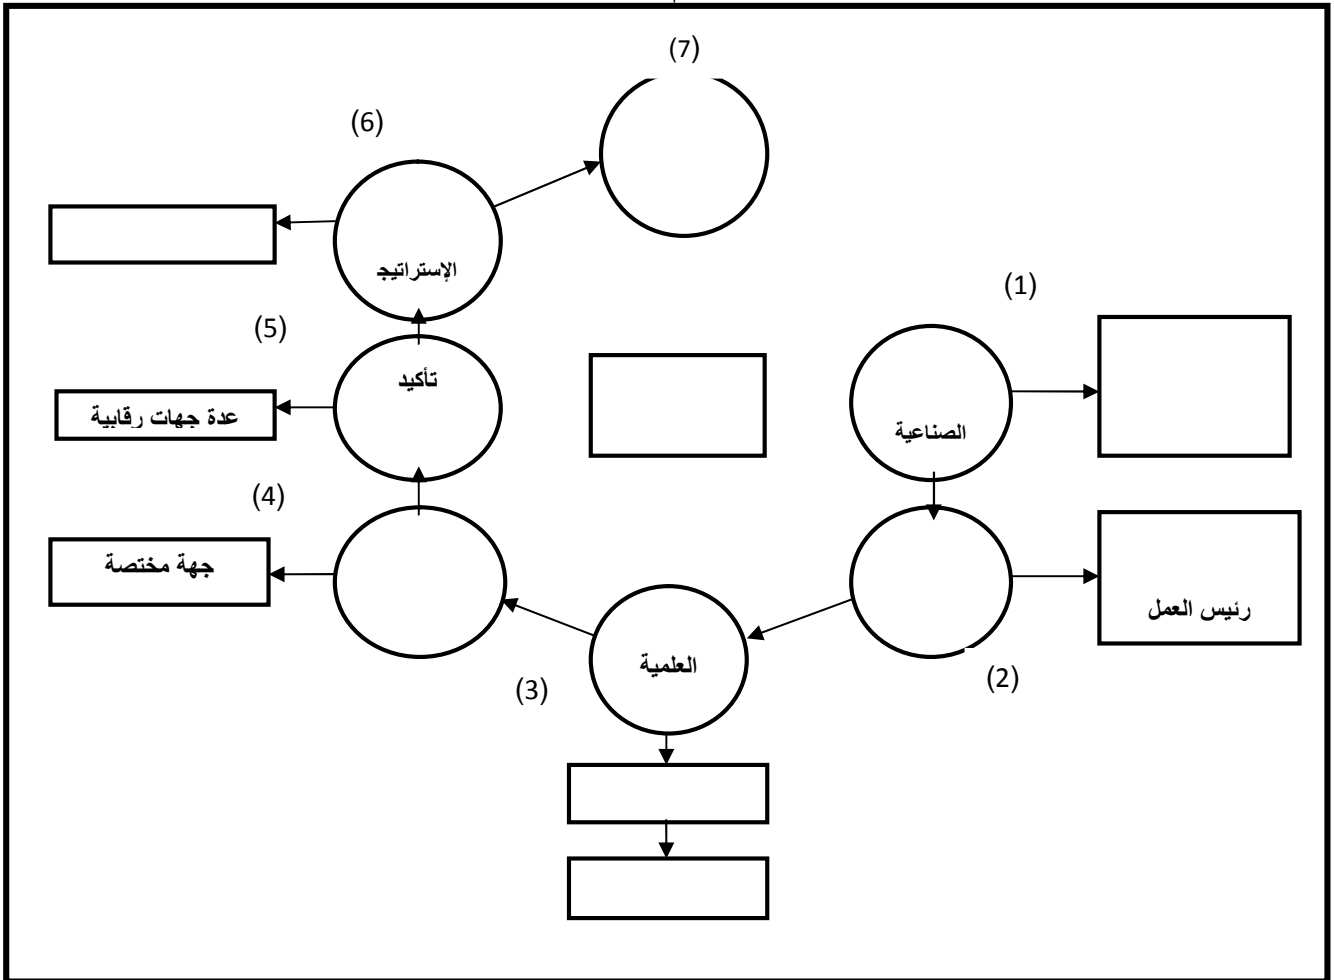 (7)
(6)
الإستراتيج
(1)
(5)
تأكيد
عدة جهات رقابية
الصناعية
(4)
جهة مختصة
رئيس العمل
العلمية
(3)
(2)